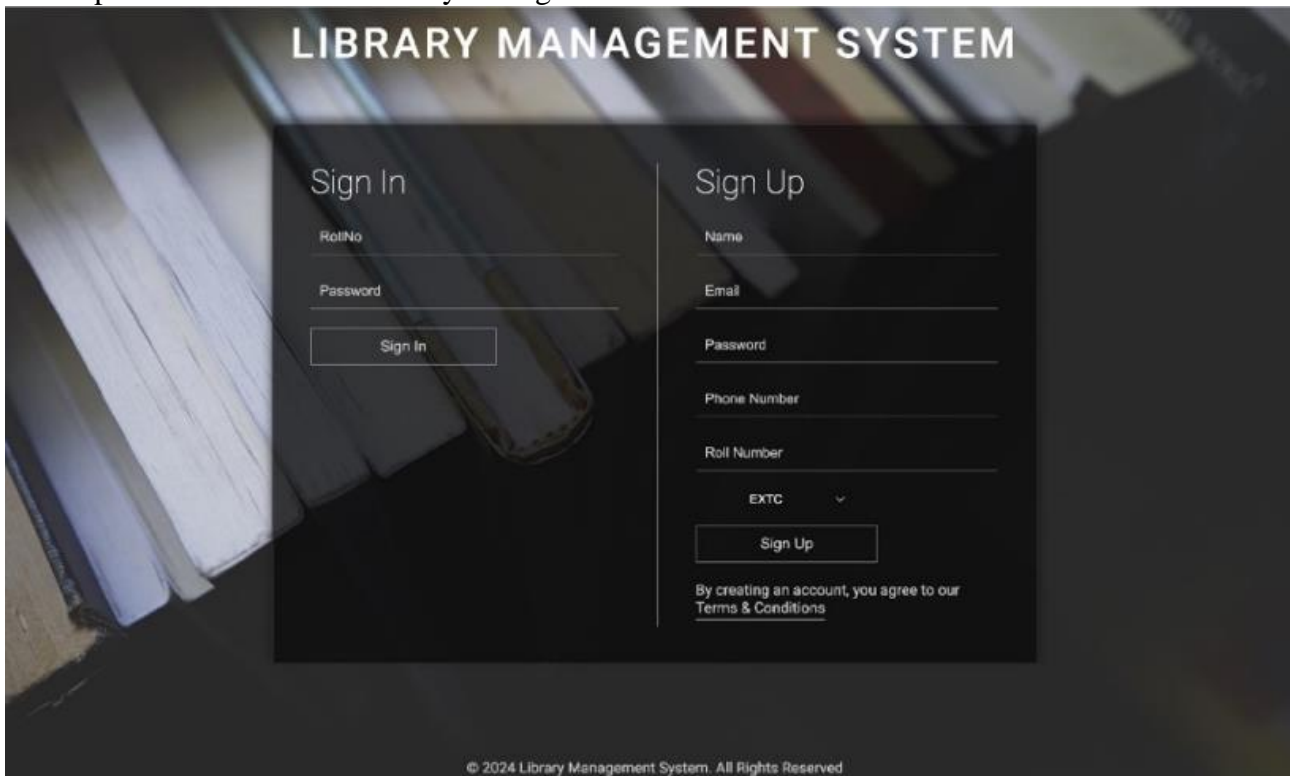 LIBRARY MANAGEMENT SYSTEM
Sign In
RollNo
Password
Sign In
Sign Up
Name
Email
Password
Phone Number
Roll Number
EXTC
Sign Up
By creating an account, you agree to our
Terms & Conditions
© 2024 Library Management System. All Rights Reserved